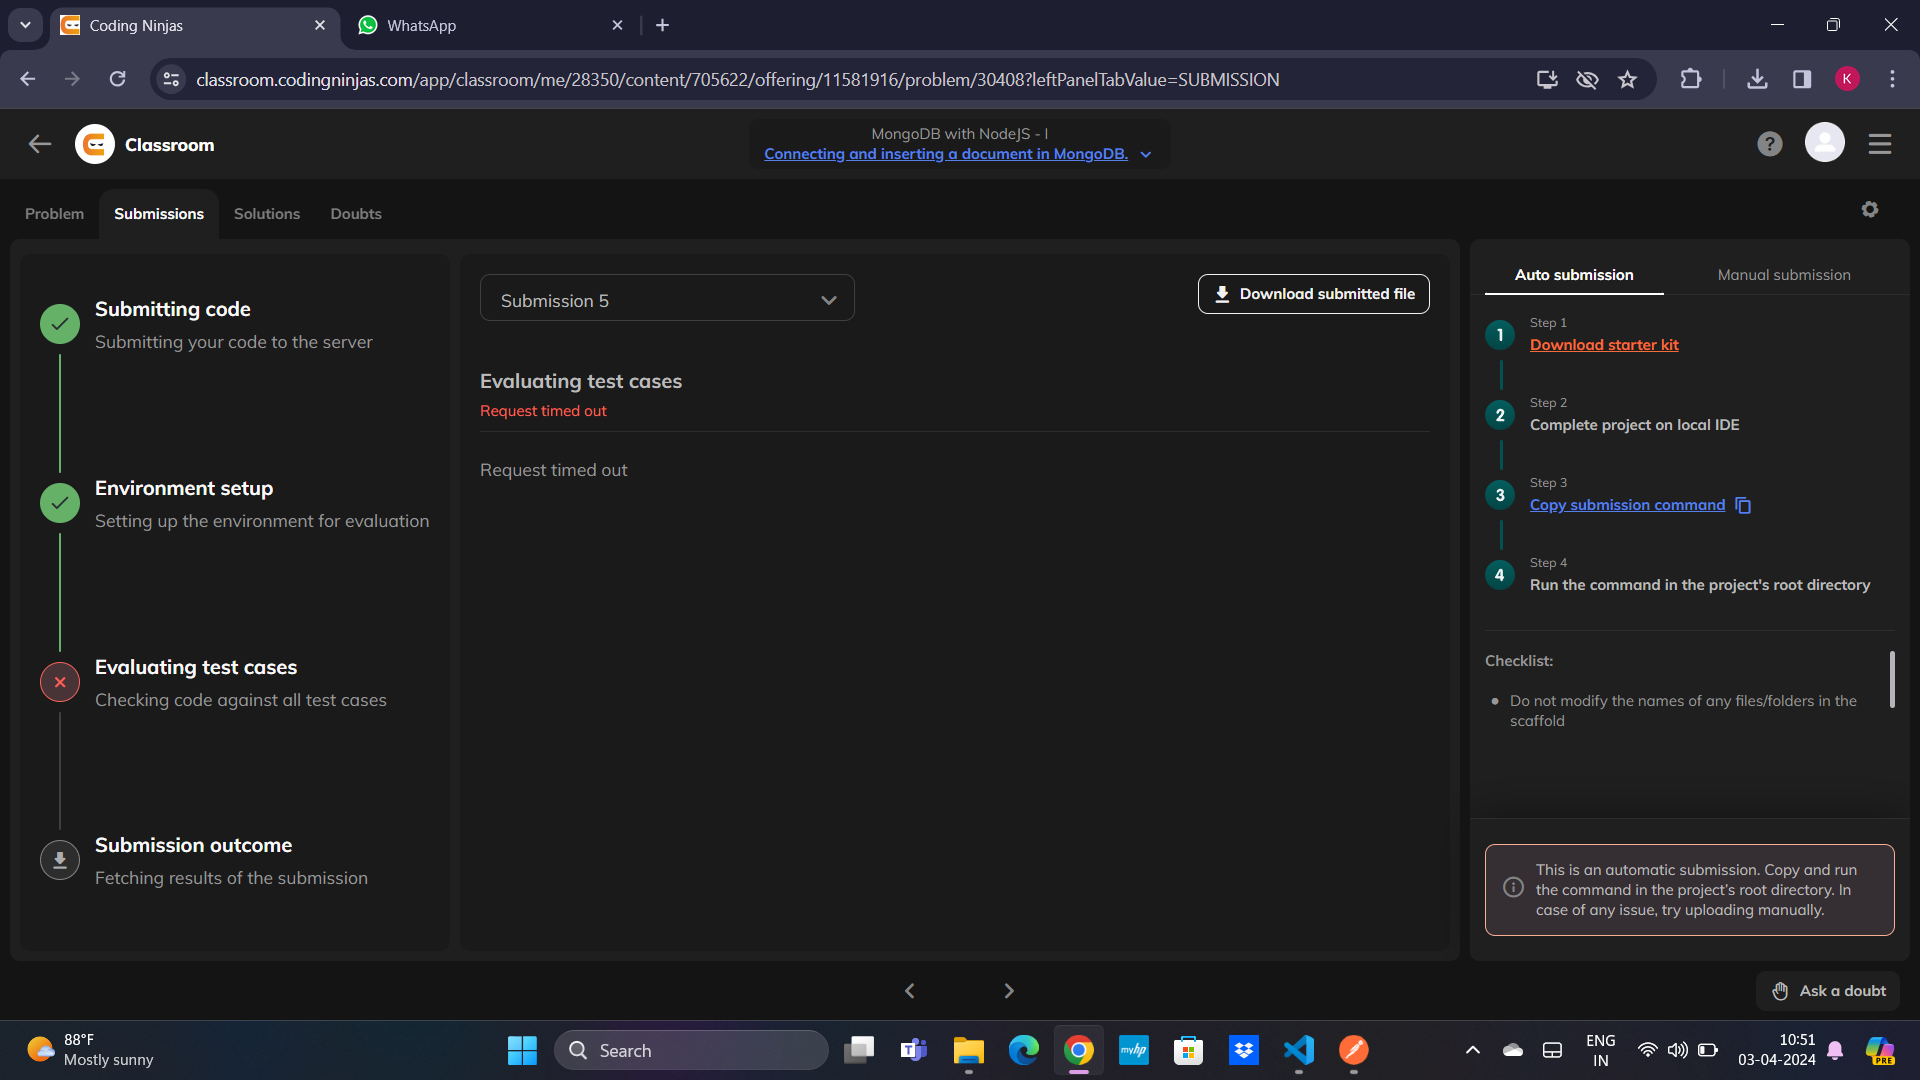 Coding Ninjas
WhatsApp
classroom.codingninjas.com/app/classroom/me/28350/content/705622/offering/11581916/problem/30408?leftPanelTabValue=SUBMISSION
K
Classroom
MongoDB with NodeJS - I
Connecting and inserting a document in MongoDB.
?
Problem
Submissions
Solutions
Doubts
Submitting code
Submitting your code to the server
Environment setup
Setting up the environment for evaluation
Evaluating test cases
Checking code against all test cases
Submission outcome
Fetching results of the submission
Submission 5
Download submitted file
Evaluating test cases
Request timed out
Request timed out
Auto submission
Manual submission
1
Step 1
Download starter kit
2
Step 2
Complete project on local IDE
3
Step 3
Copy submission command
4
Step 4
Run the command in the project's root directory
Checklist:
Do not modify the names of any files/folders in the
scaffold
This is an automatic submission. Copy and run
the command in the project's root directory. In
case of any issue, try uploading manually.
Ask a doubt
88°F
Mostly sunny
Search
myhp
ENG
IN
10:51
03-04-2024
PRE